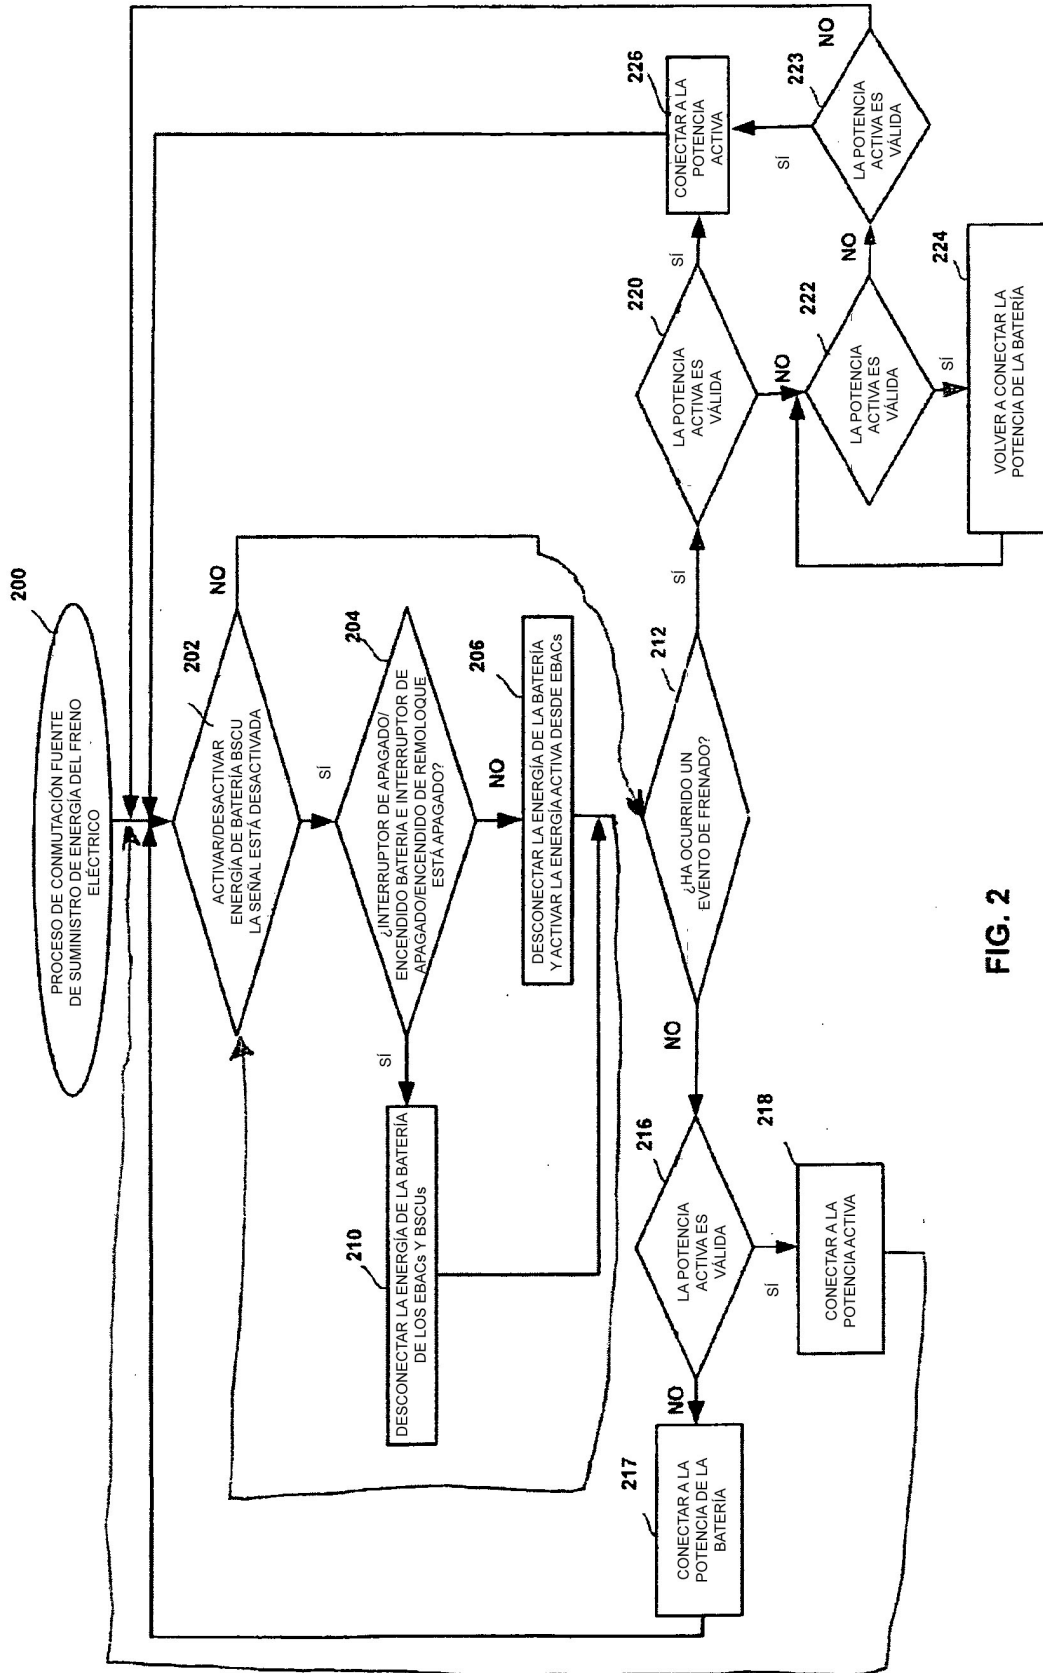 200
PROCESO DE CONMUTACIÓN FUENTE
DE SUMINISTRO DE ENERGÍA DEL FRENO
ELÉCTRICO
202
ACTIVAR/DESACTIVAR
ENERGÍA DE BATERÍA BSCU
LA SEÑAL ESTÁ DESACTIVADA
NO
SÍ
204
¿INTERRUPTOR DE APAGADO/
ENCENDIDO BATERÍA E INTERRUPTOR DE
APAGADO/ENCENDIDO DE REMOLOQUE
ESTÁ APAGADO?
SÍ
NO
210
DESCONECTAR LA ENERGÍA DE LA BATERÍA
DE LOS EBACs Y BSCUs
206
DESCONECTAR LA ENERGÍA DE LA BATERÍA
Y ACTIVAR LA ENERGÍA ACTIVA DESDE EBACs
212
¿HA OCURRIDO UN
EVENTO DE FRENADO?
NO
SÍ
216
LA POTENCIA
ACTIVA ES
VÁLIDA
NO
SÍ
217
CONECTAR A LA
POTENCIA DE LA
BATERÍA
218
CONECTAR A LA
POTENCIA ACTIVA
220
LA POTENCIA
ACTIVA ES
VÁLIDA
SÍ
NO
226
CONECTAR A LA
POTENCIA
ACTIVA
222
LA POTENCIA
ACTIVA ES
VÁLIDA
NO
SÍ
223
LA POTENCIA
ACTIVA ES
VÁLIDA
SÍ
NO
224
VOLVER A CONECTAR LA
POTENCIA DE LA BATERÍA
FIG. 2